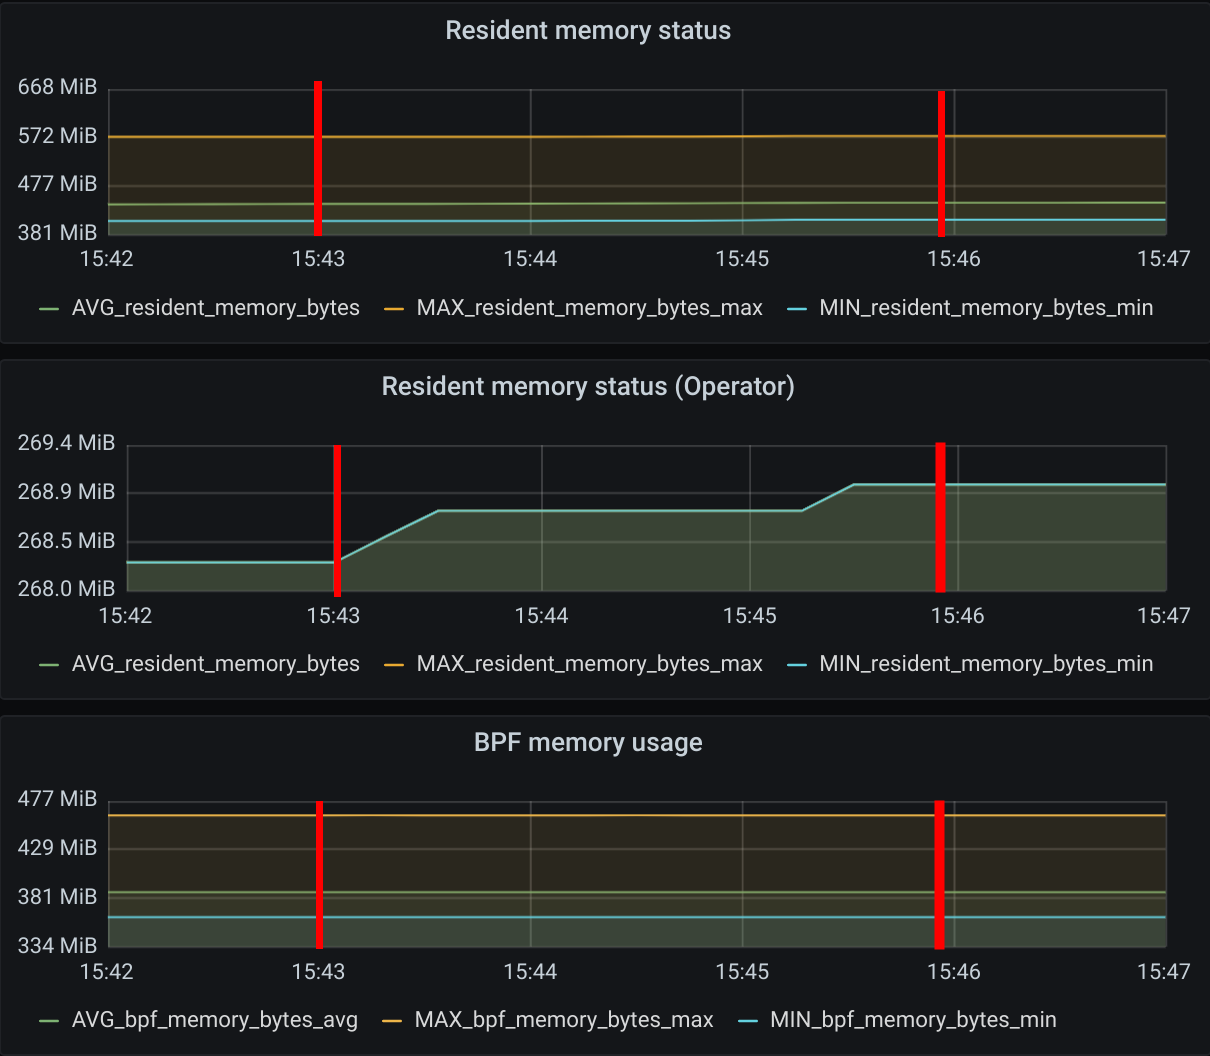 Resident memory status
668 MiB
572 MiB
477 MiB
381 MiB
15:42 15:43 15:44 15:45 15:46 15:47
AVG_resident_memory_bytes MAX_resident_memory_bytes_max MIN_resident_memory_bytes_min
Resident memory status (Operator)
269.4 MiB
268.9 MiB
268.5 MiB
268.0 MiB
15:42 15:43 15:44 15:45 15:46 15:47
AVG_resident_memory_bytes MAX_resident_memory_bytes_max MIN_resident_memory_bytes_min
BPF memory usage
477 MiB
429 MiB
381 MiB
334 MiB
15:42 15:43 15:44 15:45 15:46 15:47
AVG_bpf_memory_bytes_avg MAX_bpf_memory_bytes_max MIN_bpf_memory_bytes_min